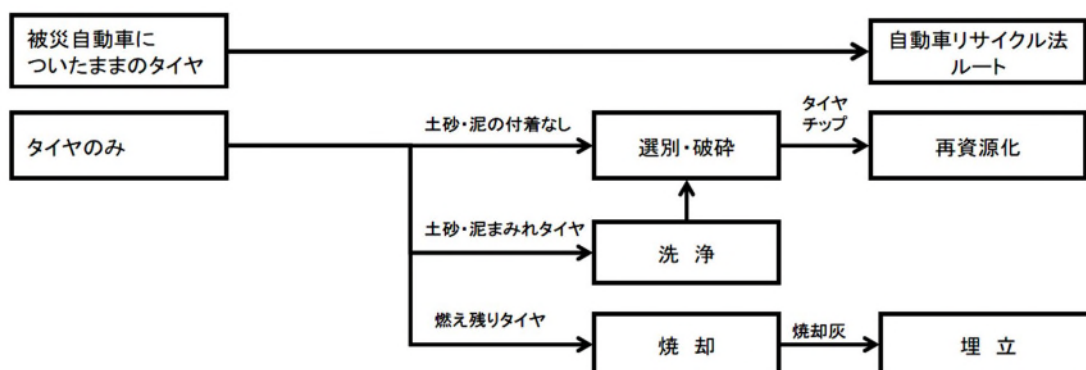 被災自動車に
ついたままのタイヤ
自動車リサイクル法
ルート
タイヤのみ
土砂・泥の付着なし
選別・破砕
タイヤ
チップ
再資源化
土砂・泥まみれタイヤ
洗 浄
燃え残りタイヤ
焼 却
焼却灰
埋 立